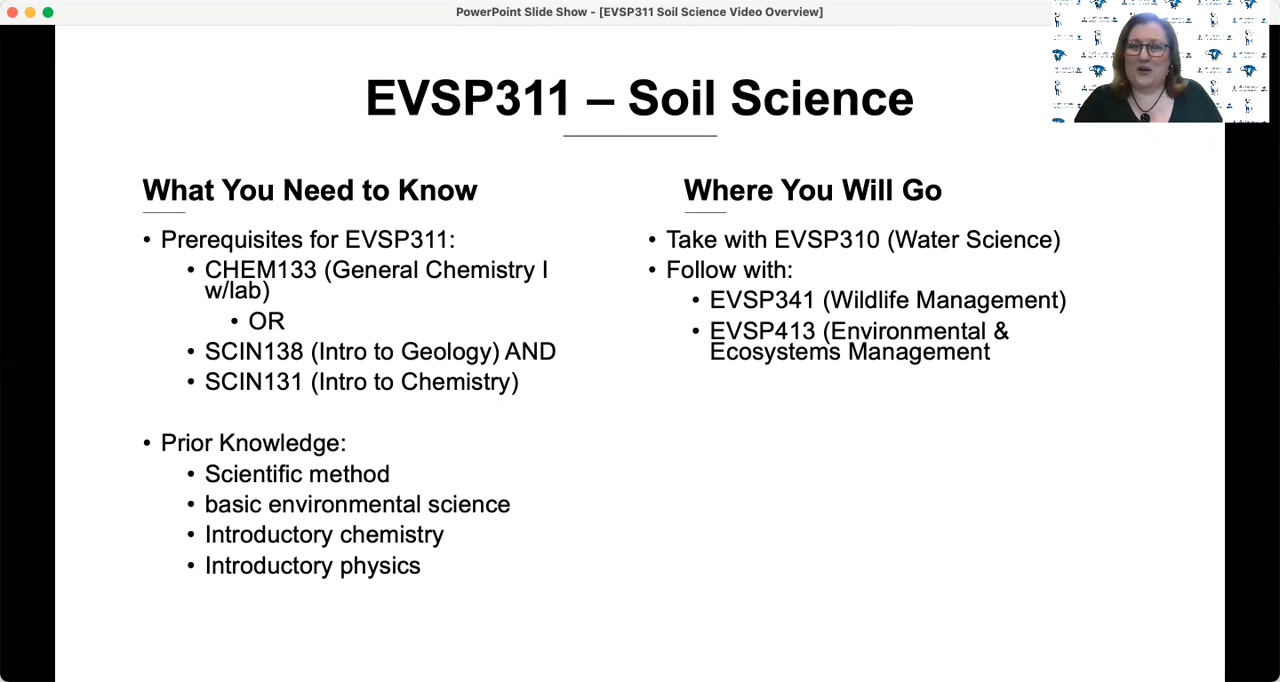 PowerPoint Slide Show - [EVSP311 Soil Science Video Overview]
EVSP311 – Soil Science
What You Need to Know
• Prerequisites for EVSP311:
• CHEM133 (General Chemistry I
w/lab)
• OR
• SCIN138 (Intro to Geology) AND
• SCIN131 (Intro to Chemistry)
• Prior Knowledge:
• Scientific method
• basic environmental science
• Introductory chemistry
• Introductory physics
Where You Will Go
• Take with EVSP310 (Water Science)
• Follow with:
• EVSP341 (Wildlife Management)
• EVSP413 (Environmental &
Ecosystems Management